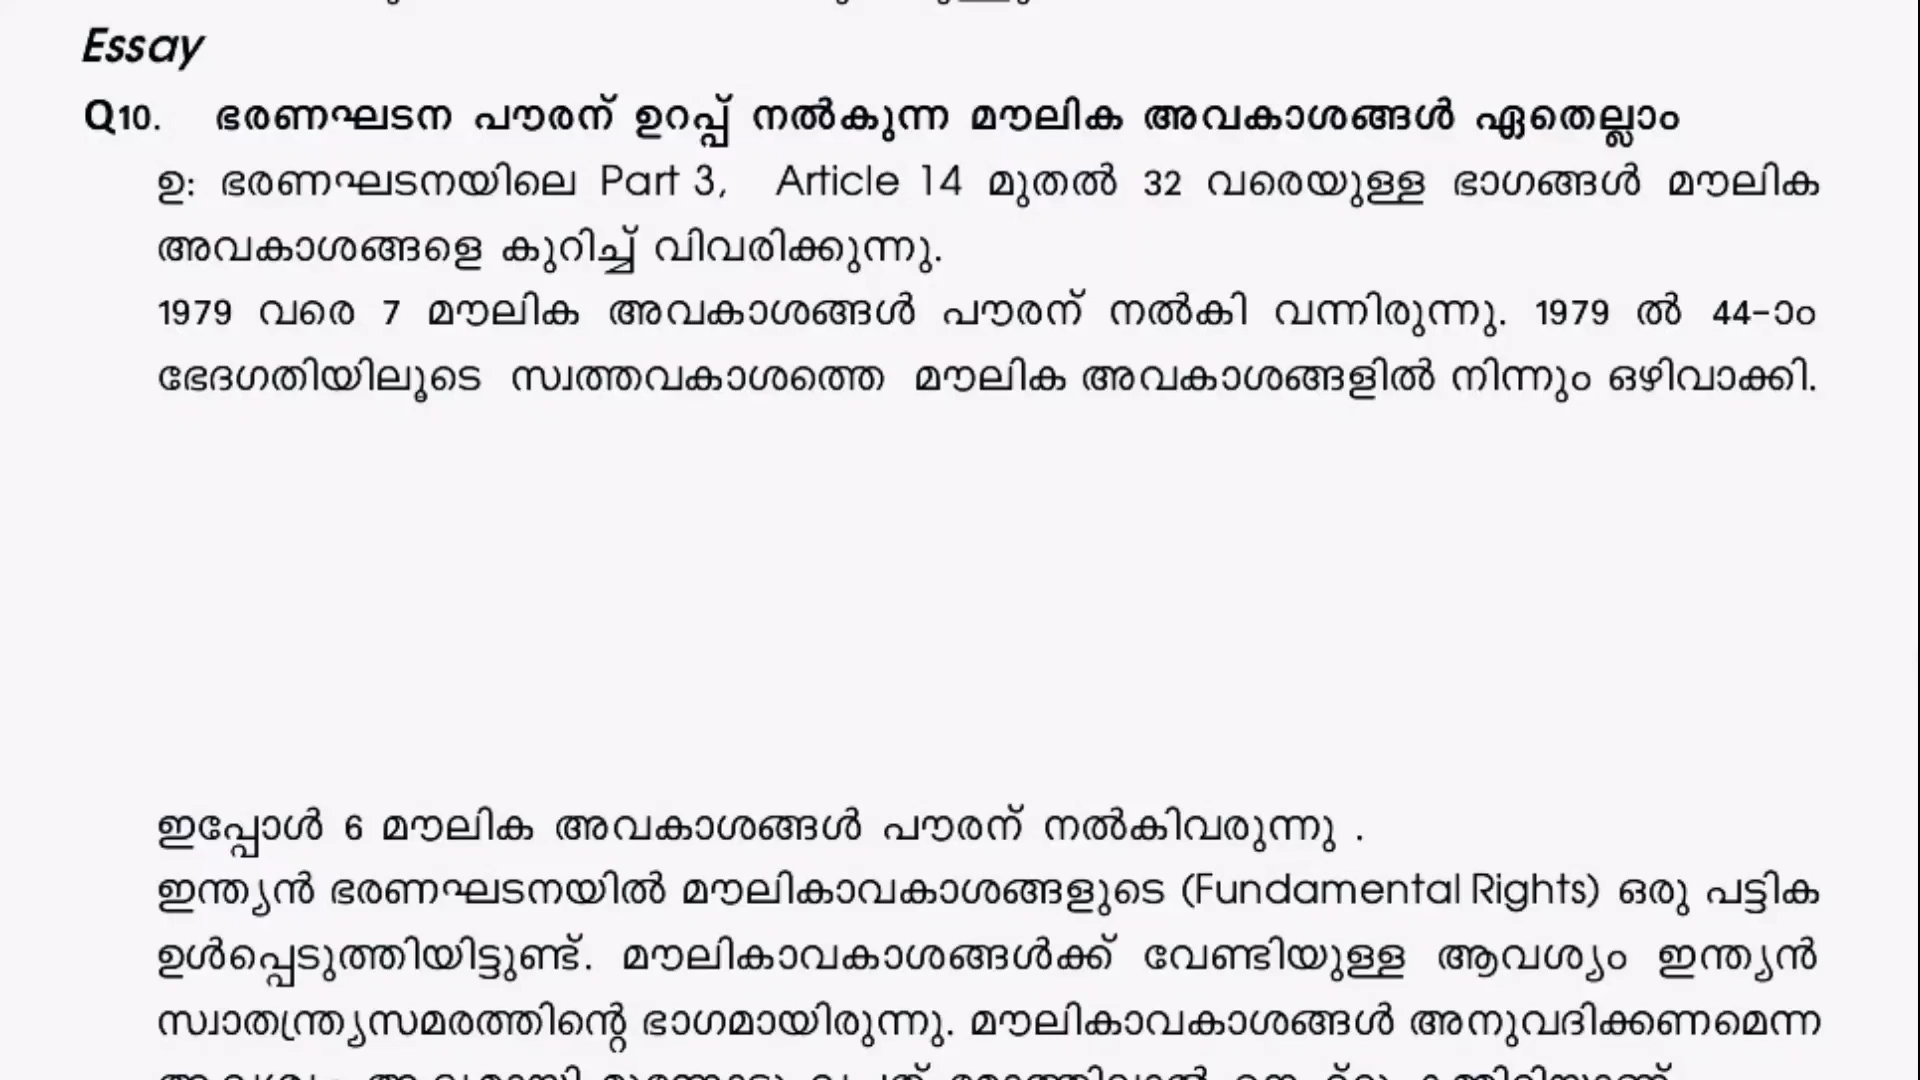 Essay
Q10. ഭരണഘടന പൗരന് ഉറപ്പ് നൽകുന്ന മൗലിക അവകാശങ്ങൾ ഏതെല്ലാം
ഉ: ഭരണഘടനയിലെ Part 3, Article 14 മുതൽ 32 വരെയുള്ള ഭാഗങ്ങൾ മൗലിക
അവകാശങ്ങളെ കുറിച്ച് വിവരിക്കുന്നു.
1979 വരെ 7 മൗലിക അവകാശങ്ങൾ പൗരന് നൽകി വന്നിരുന്നു. 1979 ൽ 44-ാം
ഭേദഗതിയിലൂടെ സ്വത്തവകാശത്തെ മൗലിക അവകാശങ്ങളിൽ നിന്നും ഒഴിവാക്കി.
ഇപ്പോൾ 6 മൗലിക അവകാശങ്ങൾ പൗരന് നൽകിവരുന്നു .
ഇന്ത്യൻ ഭരണഘടനയിൽ മൗലികാവകാശങ്ങളുടെ (Fundamental Rights) ഒരു പട്ടിക
ഉൾപ്പെടുത്തിയിട്ടുണ്ട്. മൗലികാവകാശങ്ങൾക്ക് വേണ്ടിയുള്ള ആവശ്യം ഇന്ത്യൻ
സ്വാതന്ത്ര്യസമരത്തിന്റെ ഭാഗമായിരുന്നു. മൗലികാവകാശങ്ങൾ അനുവദിക്കണമെന്ന